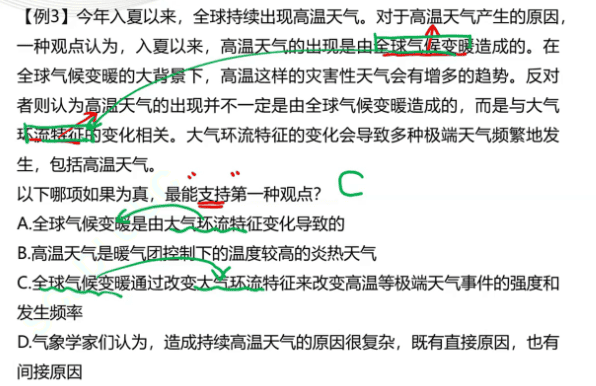 【例3】今年入夏以来，全球持续出现高温天气。对于高温天气产生的原因，
一种观点认为，入夏以来，高温天气的出现是由全球气候变暖造成的。在
全球气候变暖的大背景下，高温这样的灾害性天气会有增多的趋势。反对
者则认为高温天气的出现并不一定是由全球气候变暖造成的，而是与大气
环流特征的变化相关。大气环流特征的变化会导致多种极端天气频繁地发
生，包括高温天气。
以下哪项如果为真，最能支持第一种观点？ C
A.全球气候变暖是由大气环流特征变化导致的
B.高温天气是暖气团控制下的温度较高的炎热天气
C.全球气候变暖通过改变大气环流特征来改变高温等极端天气事件的强度和
发生频率
D.气象学家们认为，造成持续高温天气的原因很复杂，既有直接原因，也有
间接原因